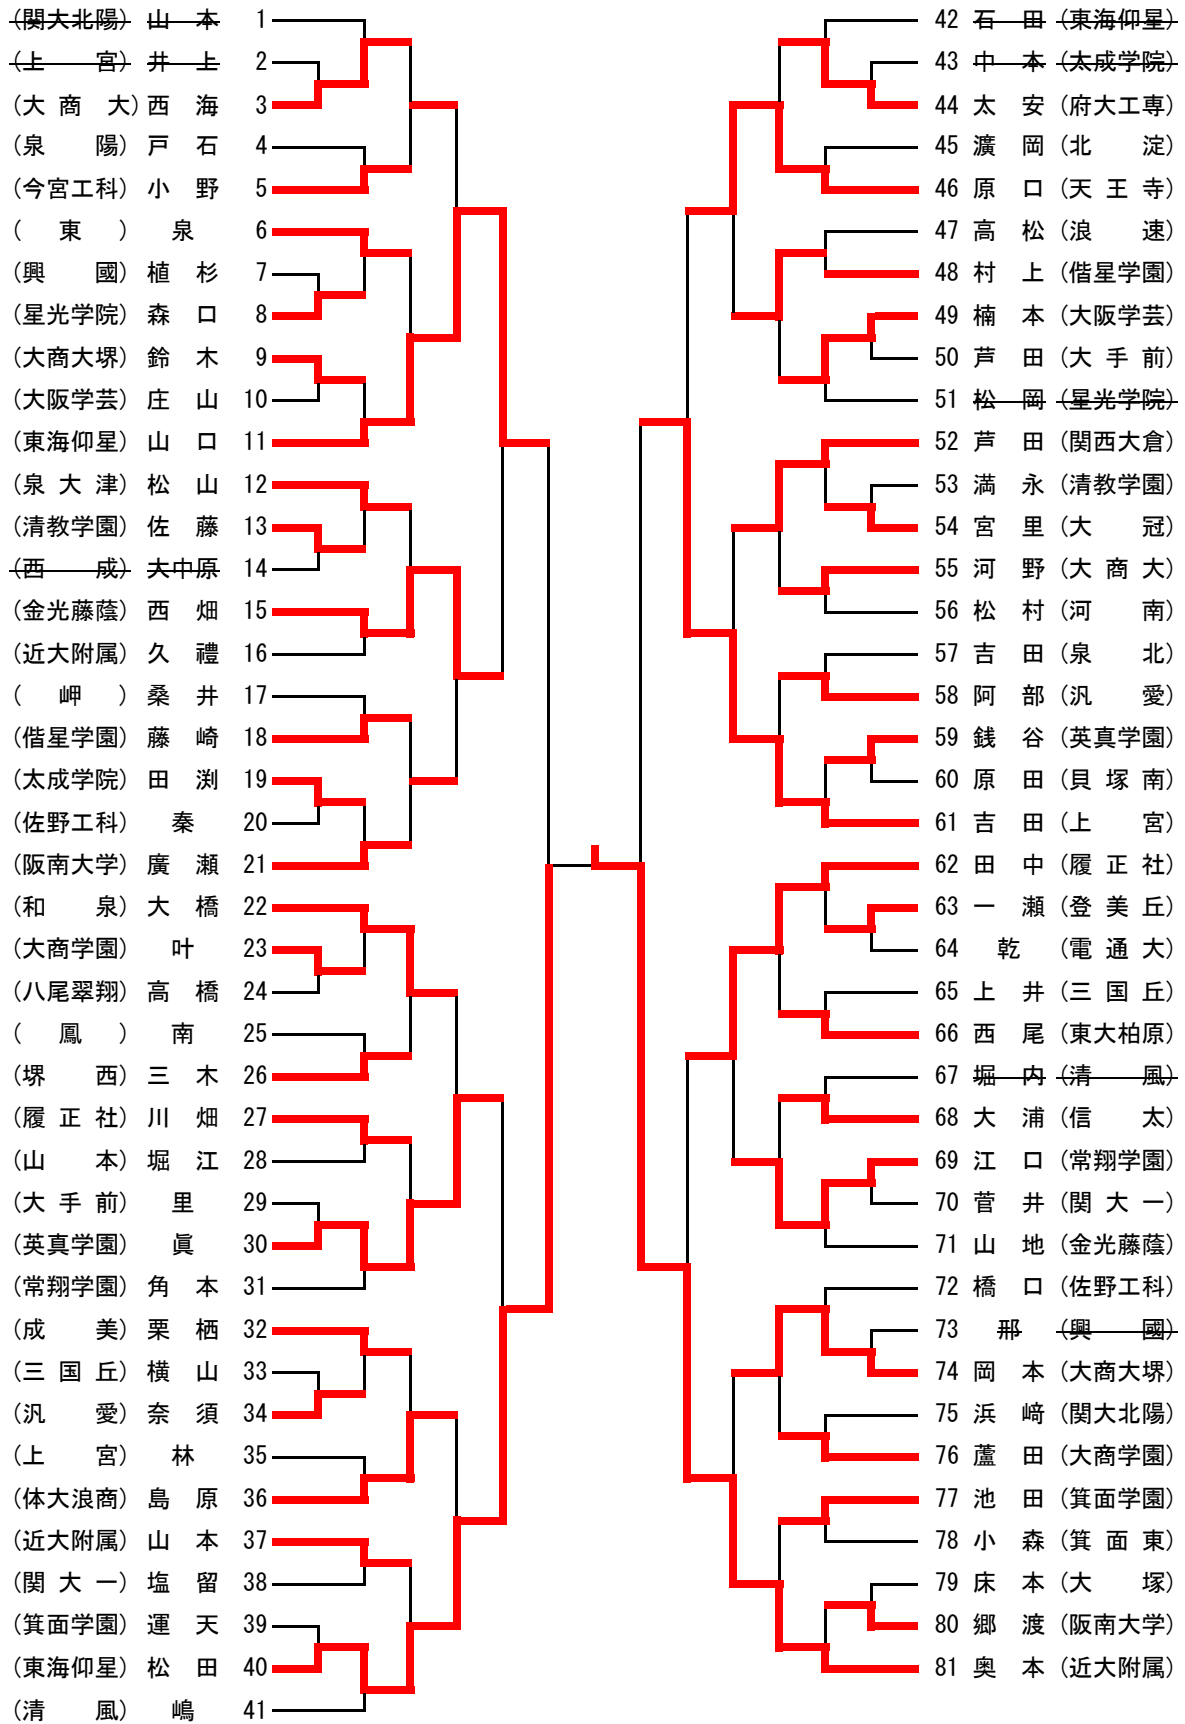 (関大北陽) 山本 1
(上宮) 井上 2
(大商大) 西海 3
(泉陽) 戸石 4
(今宮工科) 小野 5
(東) 泉 6
(興國) 植杉 7
(星光学院) 森口 8
(大商大堺) 鈴木 9
(大阪学芸) 庄山 10
(東海仰星) 山口 11
(泉大津) 松山 12
(清教学園) 佐藤 13
(西成) 大中原 14
(金光藤蔭) 西畑 15
(近大附属) 久禮 16
(岬) 桑井 17
(偕星学園) 藤崎 18
(太成学院) 田渕 19
(佐野工科) 秦 20
(阪南大学) 廣瀬 21
(和泉) 大橋 22
(大商学園) 叶 23
(八尾翠翔) 高橋 24
(鳳) 南 25
(堺西) 三木 26
(履正社) 川畑 27
(山本) 堀江 28
(大手前) 里 29
(英真学園) 眞 30
(常翔学園) 角本 31
(成美) 栗栖 32
(三国丘) 横山 33
(汎愛) 奈須 34
(上宮) 林 35
(体大浪商) 島原 36
(近大附属) 山本 37
(関大一) 塩留 38
(箕面学園) 運天 39
(東海仰星) 松田 40
(清風) 嶋 41
42 石田 (東海仰星)
43 中本 (太成学院)
44 太安 (府大工専)
45 濱岡 (北淀)
46 原口 (天王寺)
47 高松 (浪速)
48 村上 (偕星学園)
49 楠本 (大阪学芸)
50 芦田 (大手前)
51 松岡 (星光学院)
52 芦田 (関西大倉)
53 満永 (清教学園)
54 宮里 (大冠)
55 河野 (大商大)
56 松村 (河南)
57 吉田 (泉北)
58 阿部 (汎愛)
59 銭谷 (英真学園)
60 原田 (貝塚南)
61 吉田 (上宮)
62 田中 (履正社)
63 一瀬 (登美丘)
64 乾 (電通大)
65 上井 (三国丘)
66 西尾 (東大柏原)
67 堀内 (清風)
68 大浦 (信太)
69 江口 (常翔学園)
70 菅井 (関大一)
71 山地 (金光藤蔭)
72 橋口 (佐野工科)
73 邢 (興國)
74 岡本 (大商大堺)
75 浜﨑 (関大北陽)
76 蘆田 (大商学園)
77 池田 (箕面学園)
78 小森 (箕面東)
79 床本 (大塚)
80 郷渡 (阪南大学)
81 奥本 (近大附属)